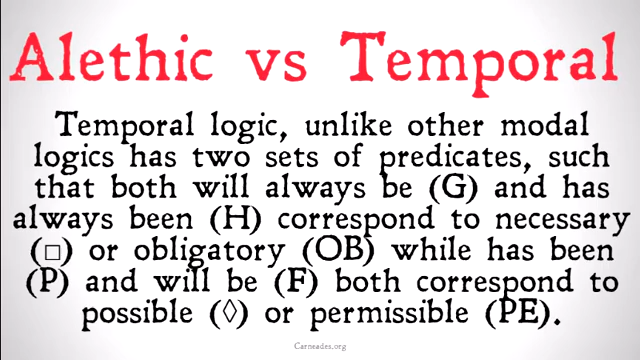 Alethic vs Temporal
Temporal logic, unlike other modal
logics has two sets of predicates, such
that both will always be (G) and has
always been (H) correspond to necessary
(□) or obligatory (OB) while has been
(P) and will be (F) both correspond to
possible (◊) or permissible (PE).
Carneades.org